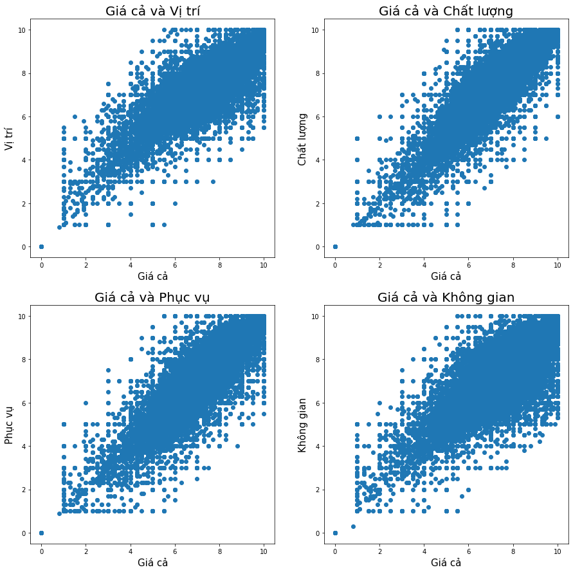 Giá cả và Vị trí
Vị trí
10
8
6
4
2
0
0 2 4 6 8 10
Giá cả
Giá cả và Chất lượng
Chất lượng
10
8
6
4
2
0
0 2 4 6 8 10
Giá cả
Giá cả và Phục vụ
Phục vụ
10
8
6
4
2
0
0 2 4 6 8 10
Giá cả
Giá cả và Không gian
Không gian
10
8
6
4
2
0
0 2 4 6 8 10
Giá cả